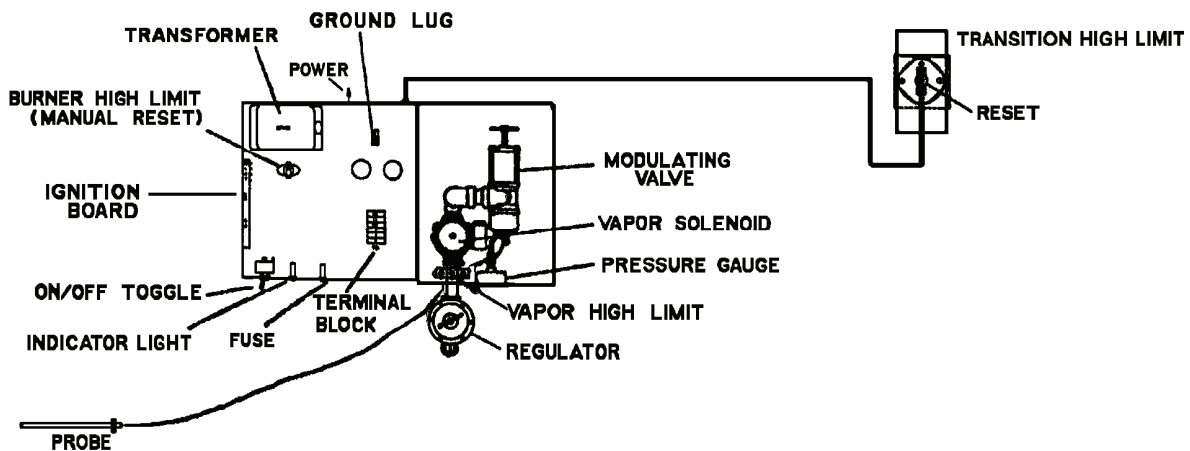 GROUND LUG
TRANSFORMER
POWER
TRANSITION HIGH LIMIT
BURNER HIGH LIMIT
(MANUAL RESET)
RESET
MODULATING
VALVE
IGNITION
BOARD
VAPOR SOLENOID
PRESSURE GAUGE
ON/OFF TOGGLE
TERMINAL
BLOCK
VAPOR HIGH LIMIT
INDICATOR LIGHT
FUSE
REGULATOR
PROBE